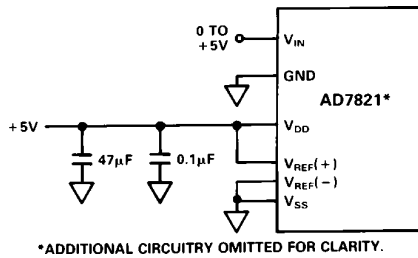 0 TO
+5V
V_IN
GND
AD7821*
+5V
V_DD
47μF
0.1μF
V_REF(+)
V_REF(−)
V_SS
*ADDITIONAL CIRCUITRY OMITTED FOR CLARITY.